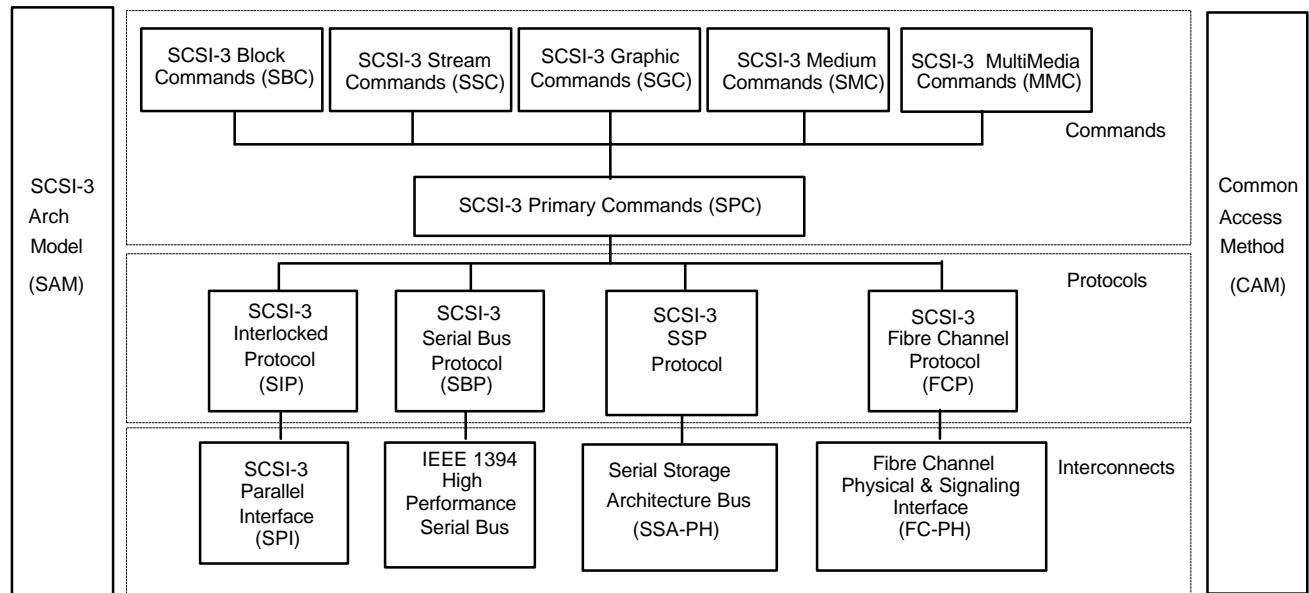 SCSI-3
Arch
Model
(SAM)
SCSI-3 Block
Commands (SBC)
SCSI-3 Stream
Commands (SSC)
SCSI-3 Graphic
Commands (SGC)
SCSI-3 Medium
Commands (SMC)
SCSI-3 MultiMedia
Commands (MMC)
Commands
SCSI-3 Primary Commands (SPC)
Protocols
SCSI-3
Interlocked
Protocol
(SIP)
SCSI-3
Serial Bus
Protocol
(SBP)
SCSI-3
SSP
Protocol
SCSI-3
Fibre Channel
Protocol
(FCP)
SCSI-3
Parallel
Interface
(SPI)
IEEE 1394
High
Performance
Serial Bus
Serial Storage
Architecture Bus
(SSA-PH)
Fibre Channel
Physical & Signaling
Interface
(FC-PH)
Interconnects
Common
Access
Method
(CAM)